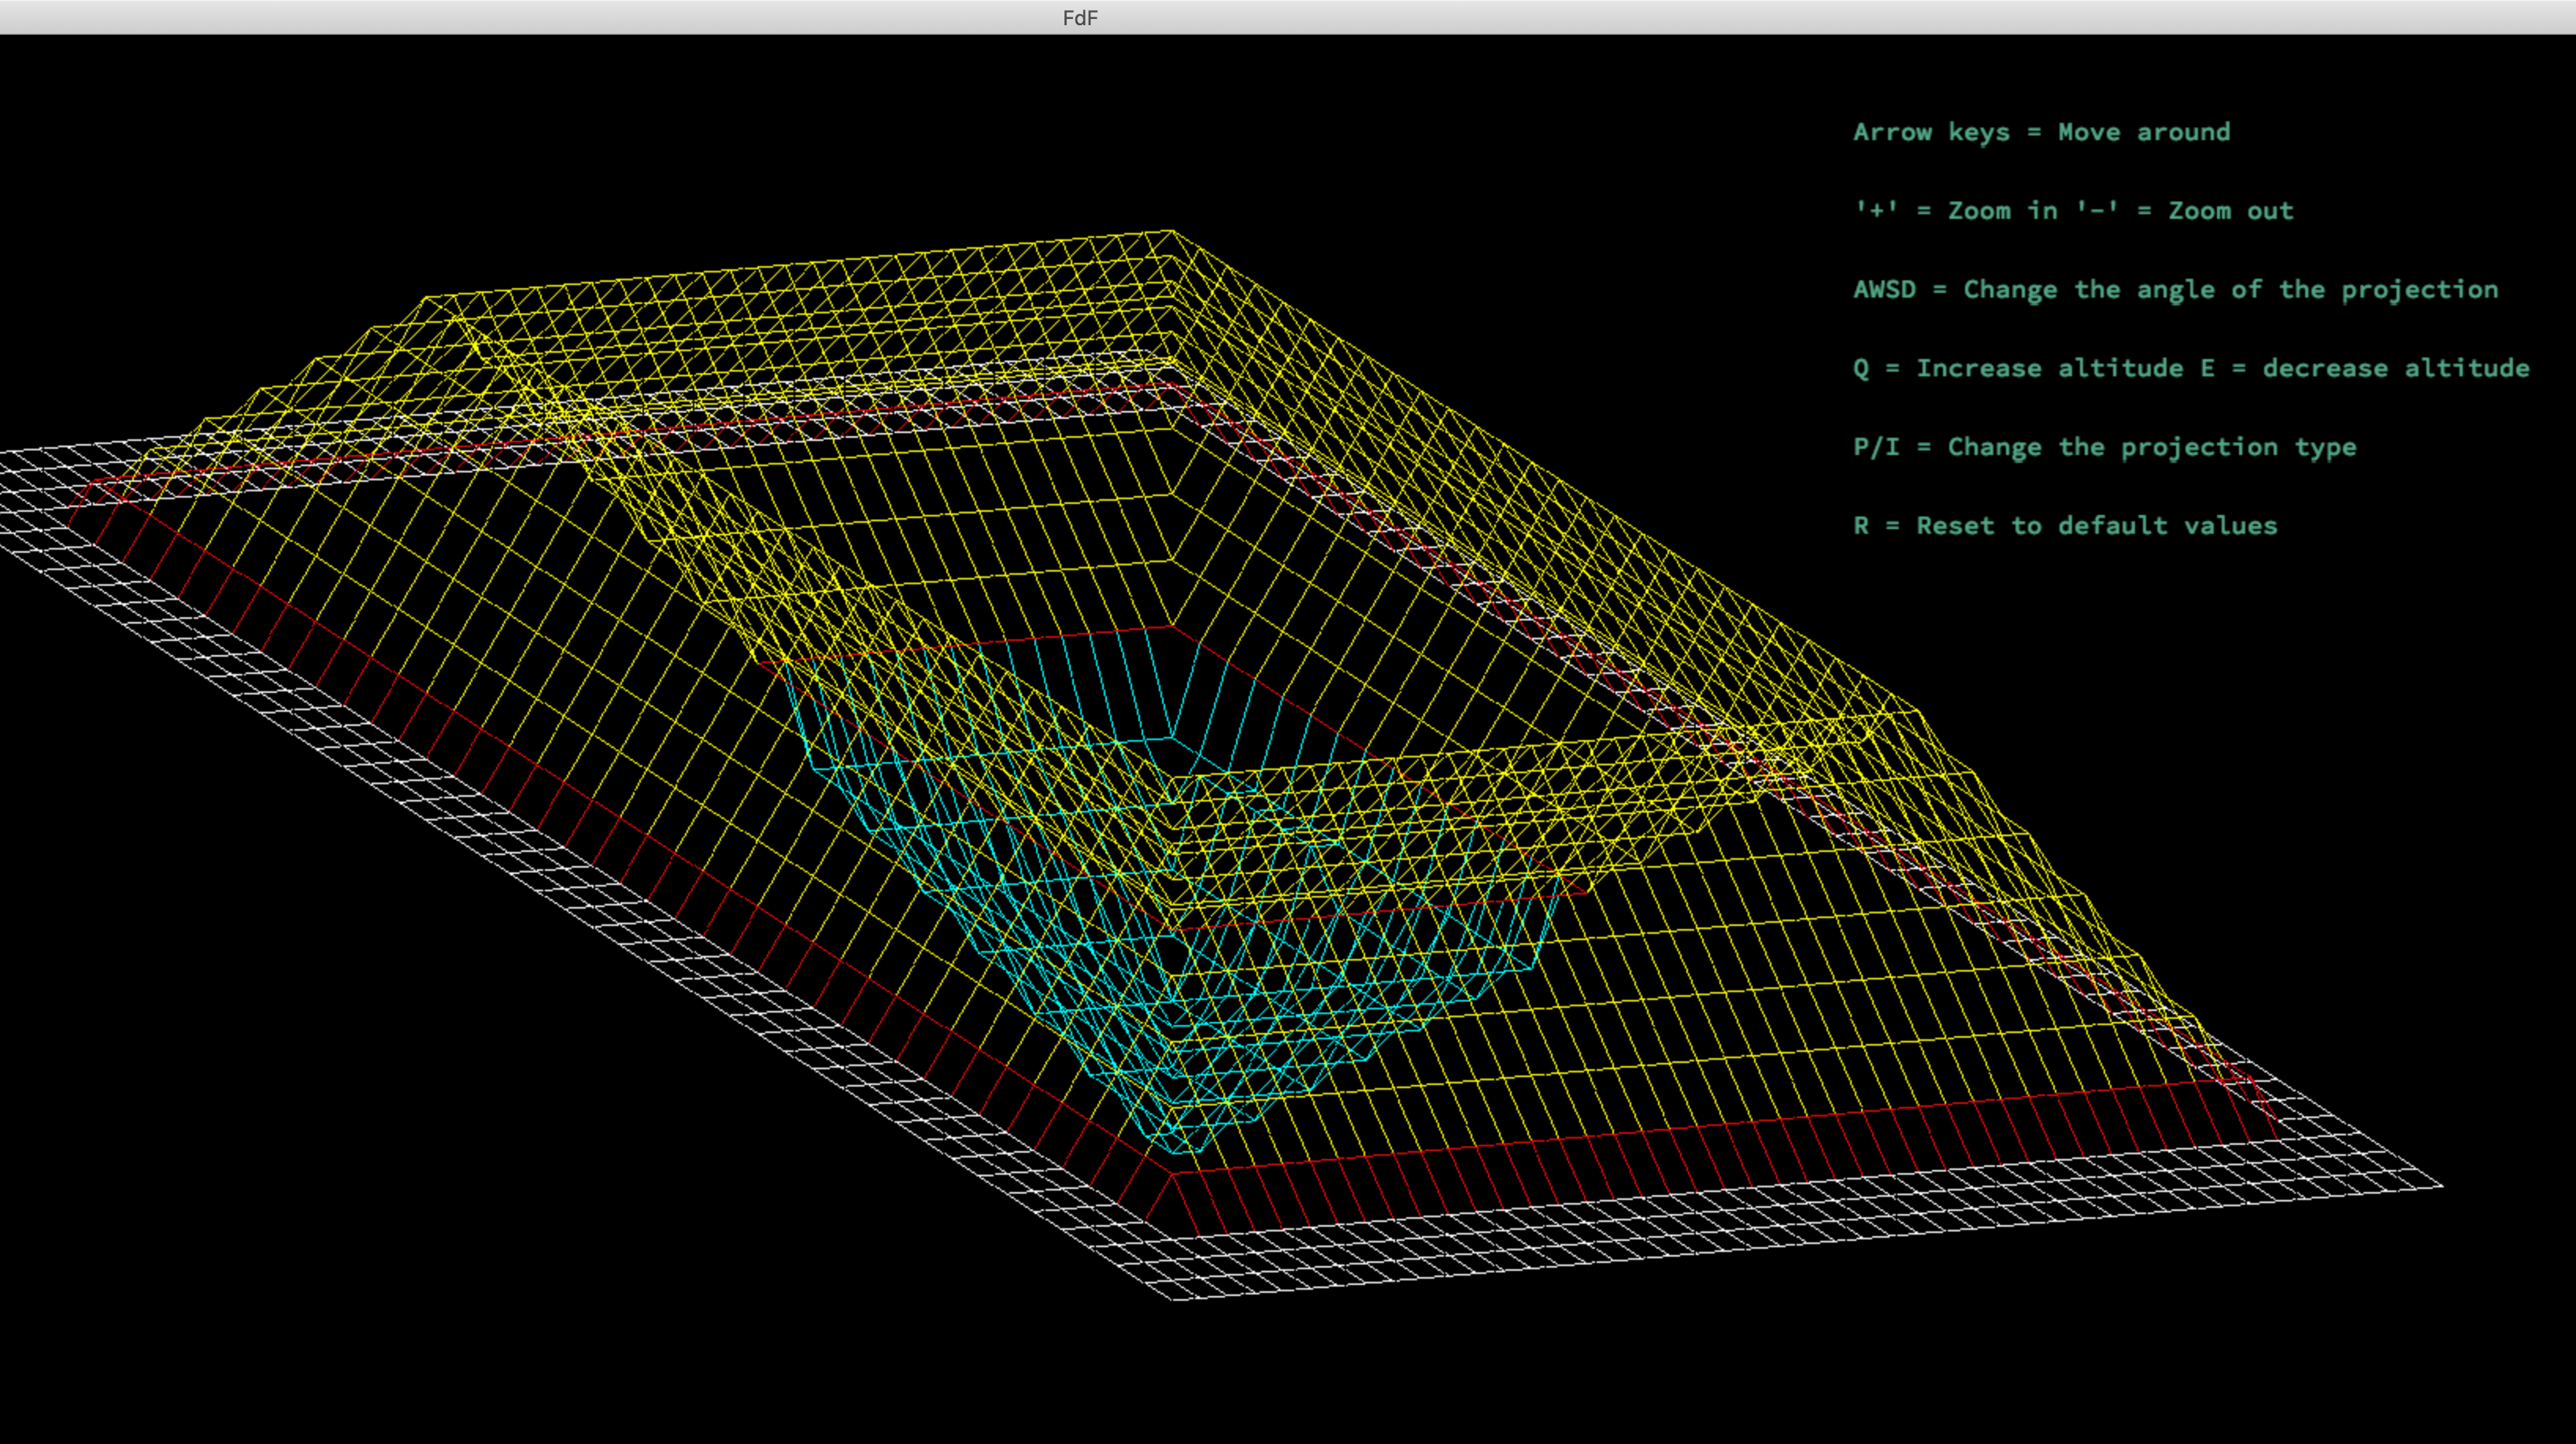 FdF
Arrow keys = Move around
'+' = Zoom in '-' = Zoom out
AWSD = Change the angle of the projection
Q = Increase altitude E = decrease altitude
P/I = Change the projection type
R = Reset to default values